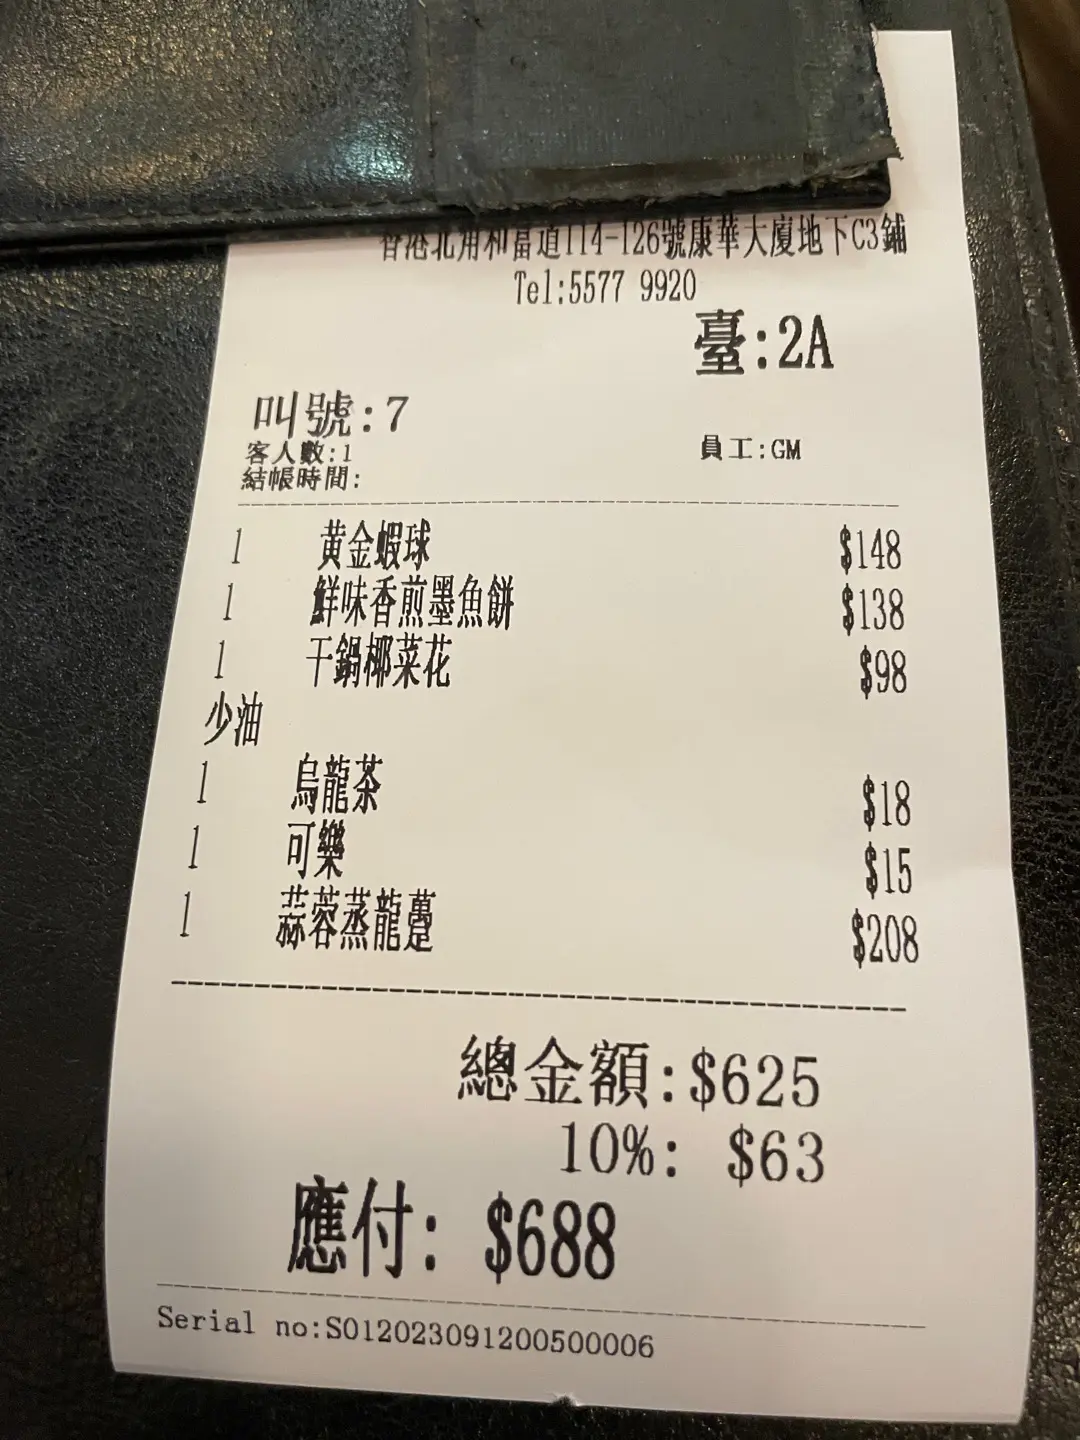 香港北角和富道114-126號康華大廈地下C3鋪
Tel:5577 9920
臺:2A
叫號:7
客人數:1 員工:GM
結帳時間:
1 黄金蝦球 $148
1 鮮味香煎墨魚餅 $138
1 干鍋椰菜花 $98
少油
1 烏龍茶 $18
1 可樂 $15
1 蒜蓉蒸龍躉 $208
總金額:$625
10%: $63
應付: $688
Serial no:S012023091200500006